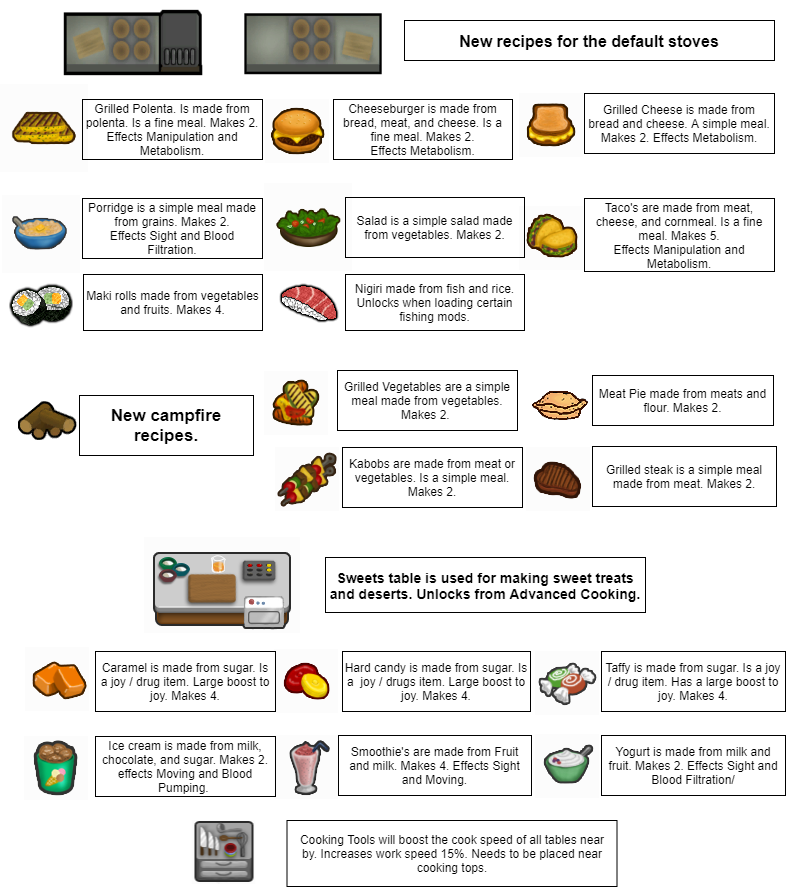 New recipes for the default stoves
Grilled Polenta. Is made from
polenta. Is a fine meal. Makes 2.
Effects Manipulation and
Metabolism.
Cheeseburger is made from
bread, meat, and cheese. Is a
fine meal. Makes 2.
Effects Metabolism.
Grilled Cheese is made from
bread and cheese. A simple meal.
Makes 2. Effects Metabolism.
Porridge is a simple meal made
from grains. Makes 2.
Effects Sight and Blood
Filtration.
Salad is a simple salad made
from vegetables. Makes 2.
Taco's are made from meat,
cheese, and cornmeal. Is a fine
meal. Makes 5.
Effects Manipulation and
Metabolism.
Maki rolls made from vegetables
and fruits. Makes 4.
Nigiri made from fish and rice.
Unlocks when loading certain
fishing mods.
New campfire
recipes.
Grilled Vegetables are a simple
meal made from vegetables.
Makes 2.
Meat Pie made from meats and
flour. Makes 2.
Kabobs are made from meat or
vegetables. Is a simple meal.
Makes 2.
Grilled steak is a simple meal
made from meat. Makes 2.
Sweets table is used for making sweet treats
and deserts. Unlocks from Advanced Cooking.
Caramel is made from sugar. Is
a joy / drug item. Large boost to
joy. Makes 4.
Hard candy is made from sugar. Is
a joy / drugs item. Large boost to
joy. Makes 4.
Taffy is made from sugar. Is a joy
/ drug item. Has a large boost to
joy. Makes 4.
Ice cream is made from milk,
chocolate, and sugar. Makes 2.
effects Moving and Blood
Pumping.
Smoothie's are made from Fruit
and milk. Makes 4. Effects Sight
and Moving.
Yogurt is made from milk and
fruit. Makes 2. Effects Sight and
Blood Filtration/
Cooking Tools will boost the cook speed of all tables near
by. Increases work speed 15%. Needs to be placed near
cooking tops.